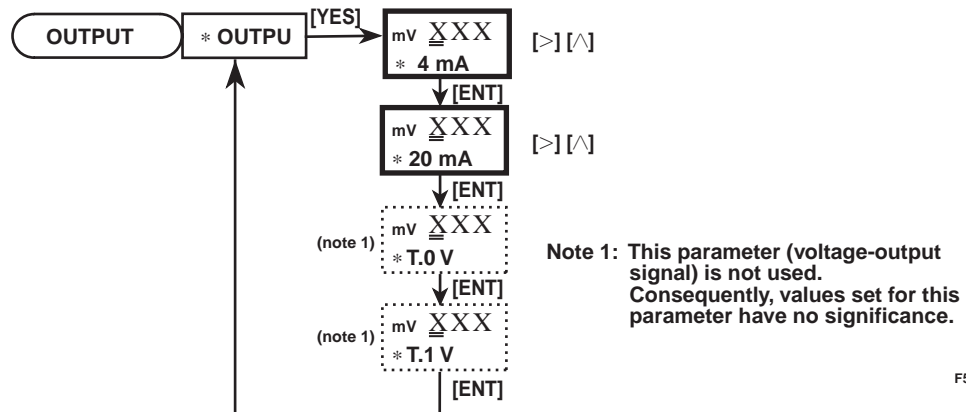 OUTPUT
∗ OUTPU
[YES]
mV XXX
∗ 4 mA
[>] [∧]
[ENT]
mV XXX
∗ 20 mA
[>] [∧]
[ENT]
(note 1)
mV XXX
∗ T.0 V
[ENT]
(note 1)
mV XXX
∗ T.1 V
[ENT]
Note 1: This parameter (voltage-output
signal) is not used.
Consequently, values set for this
parameter have no significance.
F5